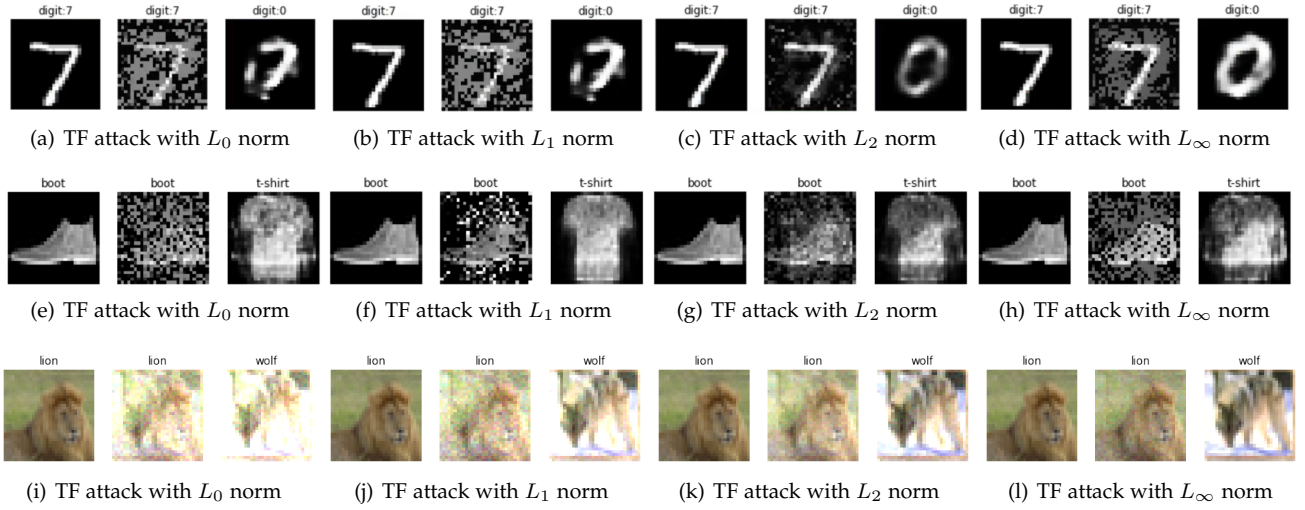 digit:7 digit:7 digit:0 digit:7 digit:7 digit:0 digit:7 digit:7 digit:0 digit:7 digit:7 digit:0
(a) TF attack with L₀ norm (b) TF attack with L₁ norm (c) TF attack with L₂ norm (d) TF attack with L∞ norm
boot boot t-shirt boot boot t-shirt boot boot t-shirt boot boot t-shirt
(e) TF attack with L₀ norm (f) TF attack with L₁ norm (g) TF attack with L₂ norm (h) TF attack with L∞ norm
lion lion wolf lion lion wolf lion lion wolf lion lion wolf
(i) TF attack with L₀ norm (j) TF attack with L₁ norm (k) TF attack with L₂ norm (l) TF attack with L∞ norm